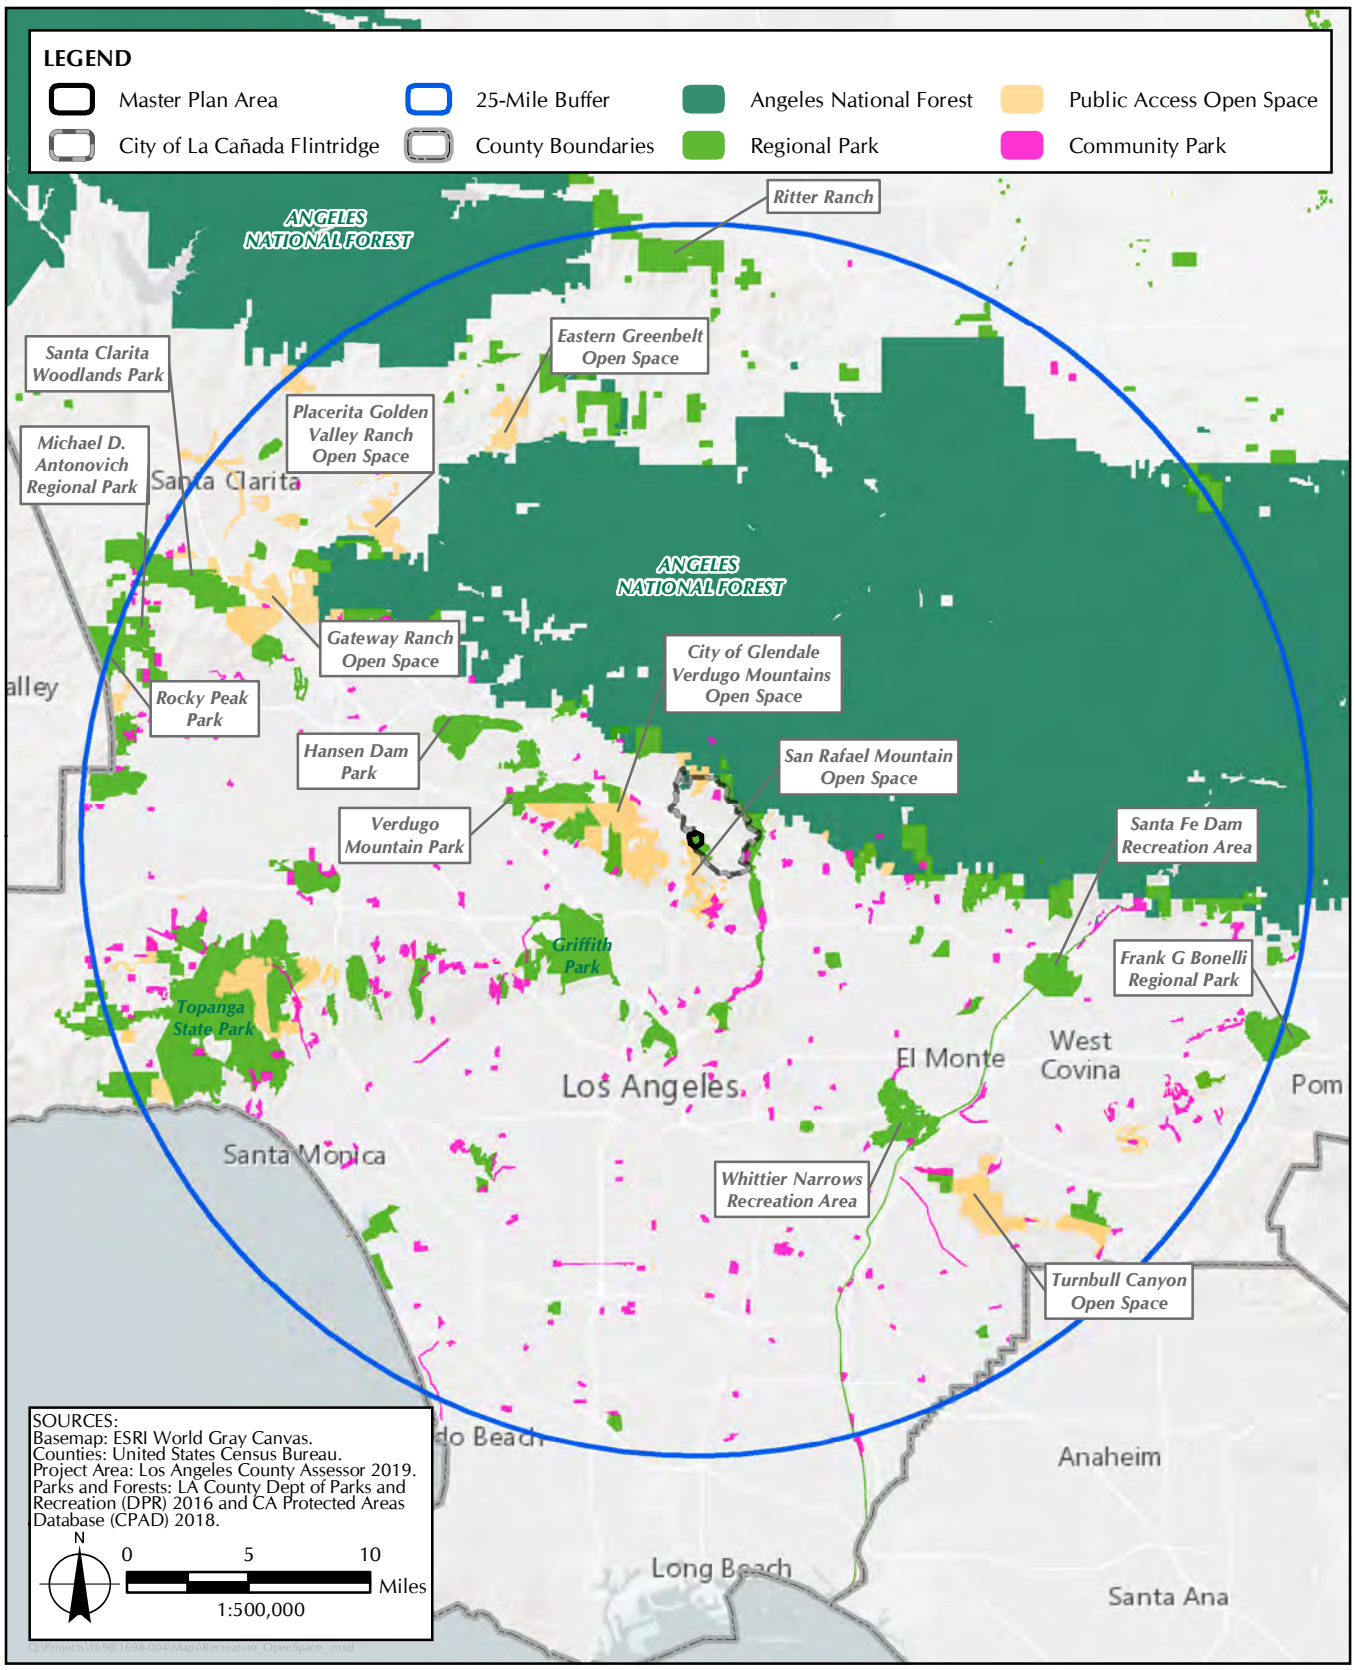 LEGEND
Master Plan Area
25-Mile Buffer
Angeles National Forest
Public Access Open Space
City of La Cañada Flintridge
County Boundaries
Regional Park
Community Park
Ritter Ranch
ANGELES
NATIONAL FOREST
Eastern Greenbelt
Open Space
Santa Clarita
Woodlands Park
Placerita Golden
Valley Ranch
Open Space
Michael D.
Antonovich
Regional Park
Santa Clarita
ANGELES
NATIONAL FOREST
Gateway Ranch
Open Space
City of Glendale
Verdugo Mountains
Open Space
alley
Rocky Peak
Park
Hansen Dam
Park
San Rafael Mountain
Open Space
Verdugo
Mountain Park
Santa Fe Dam
Recreation Area
Griffith
Park
Frank G Bonelli
Regional Park
Topanga
State Park
El Monte
West
Covina
Los Angeles
Pom
Santa Monica
Whittier Narrows
Recreation Area
Turnbull Canyon
Open Space
do Beach
Anaheim
Long Beach
Santa Ana
SOURCES:
Basemap: ESRI World Gray Canvas.
Counties: United States Census Bureau.
Project Area: Los Angeles County Assessor 2019.
Parks and Forests: LA County Dept of Parks and
Recreation (DPR) 2016 and CA Protected Areas
Database (CPAD) 2018.
N
0 5 10
Miles
1:500,000
Q:\Projects\1698\1698-004\Maps\Recreation_OpenSpace_.mxd